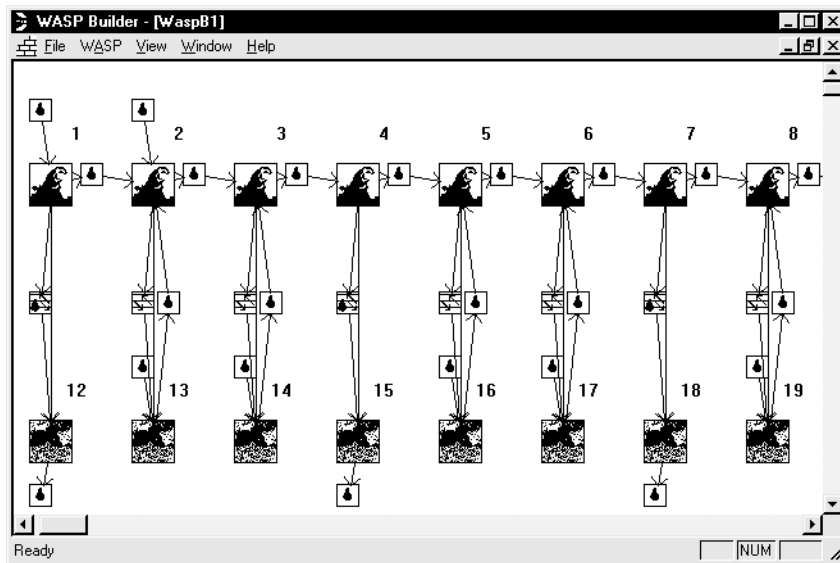 WASP Builder - [WaspB1]
File WASP View Window Help
1 2 3 4 5 6 7 8
12 13 14 15 16 17 18 19
Ready NUM